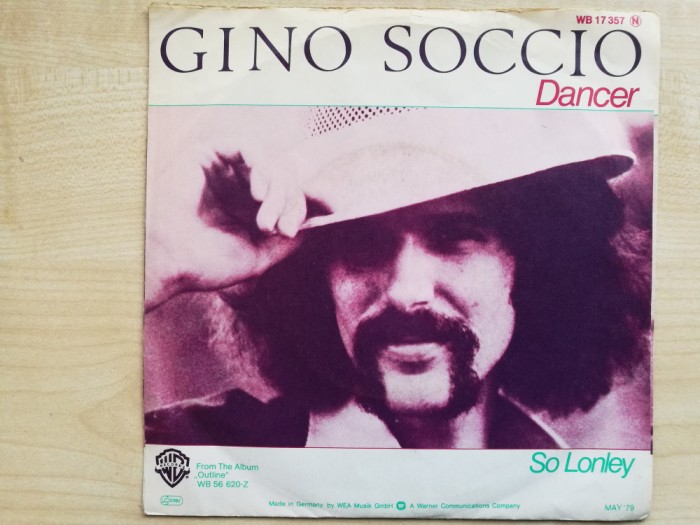 WB 17 357 N
GINO SOCCIO
Dancer
So Lonley
From The Album
„Outline"
WB 56 620-Z
Made in Germany by WEA Musik GmbH
A Warner Communications Company
MAY '79